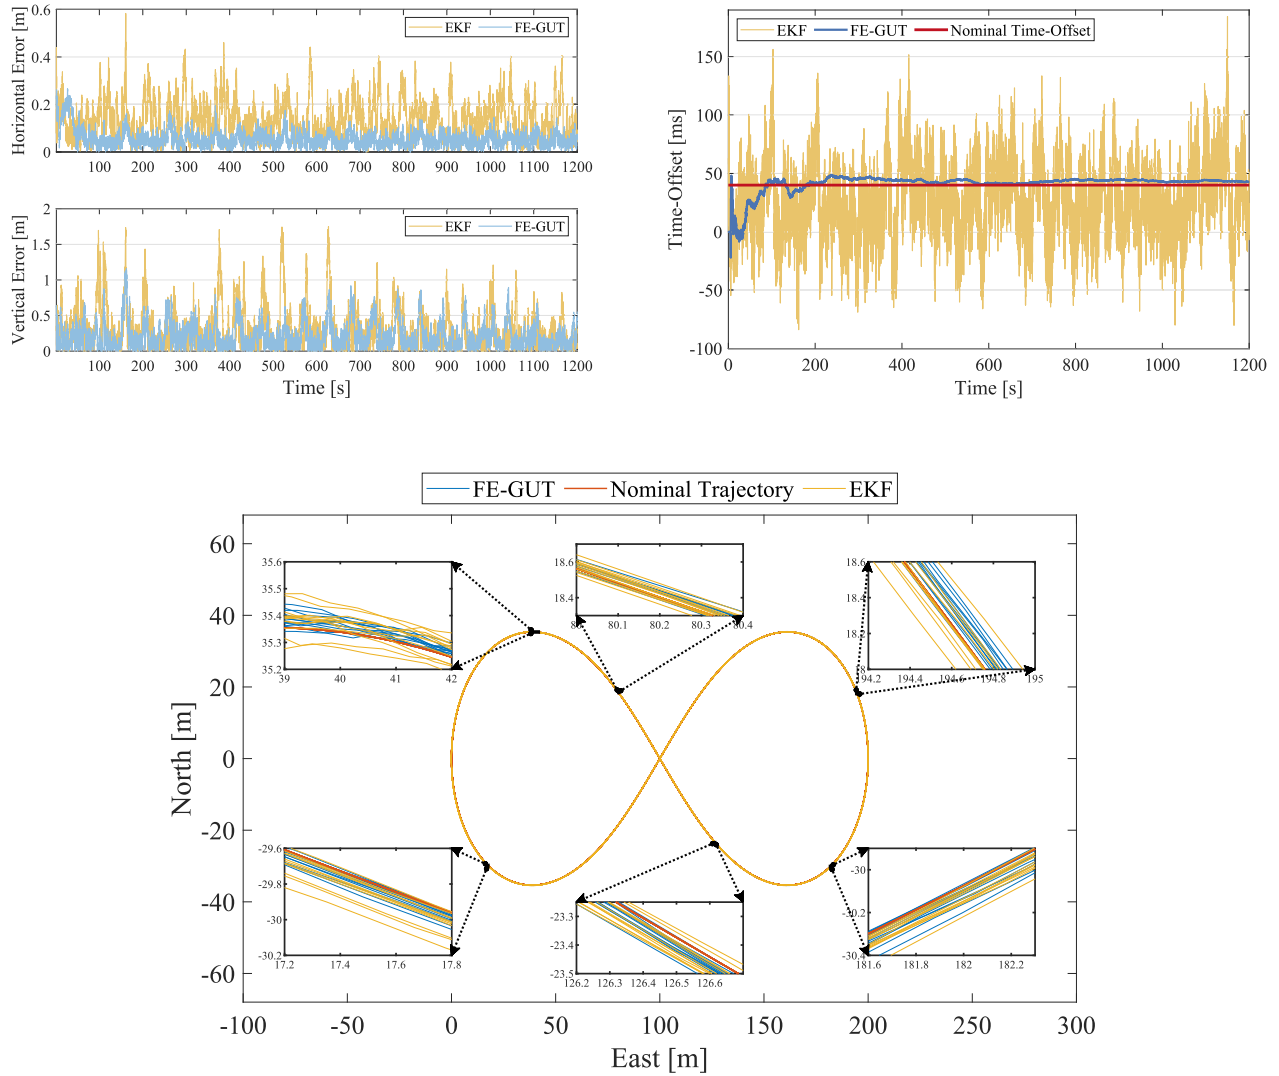 Horizontal Error [m]
0.6
0.4
0.2
0
EKF FE-GUT
100 200 300 400 500 600 700 800 900 1000 1100 1200
Vertical Error [m]
2
1.5
1
0.5
0
EKF FE-GUT
100 200 300 400 500 600 700 800 900 1000 1100 1200
Time [s]
Time-Offset [ms]
150
100
50
0
-50
-100
EKF FE-GUT Nominal Time-Offset
0 200 400 600 800 1000 1200
Time [s]
FE-GUT Nominal Trajectory EKF
North [m]
60
40
20
0
-20
-40
-60
35.6
35.5
35.4
35.3
35.2
39 40 41 42
18.6
18.4
80.1 80.2 80.3 80.4
18.6
18.4
18.2
18
194.2 194.4 194.6 194.8 195
-29.6
-29.8
-30
-30.2
17.2 17.4 17.6 17.8
-23.3
-23.4
-23.5
126.2 126.3 126.4 126.5 126.6
-30
-30.2
-30.4
181.6 181.8 182 182.2
-100 -50 0 50 100 150 200 250 300
East [m]